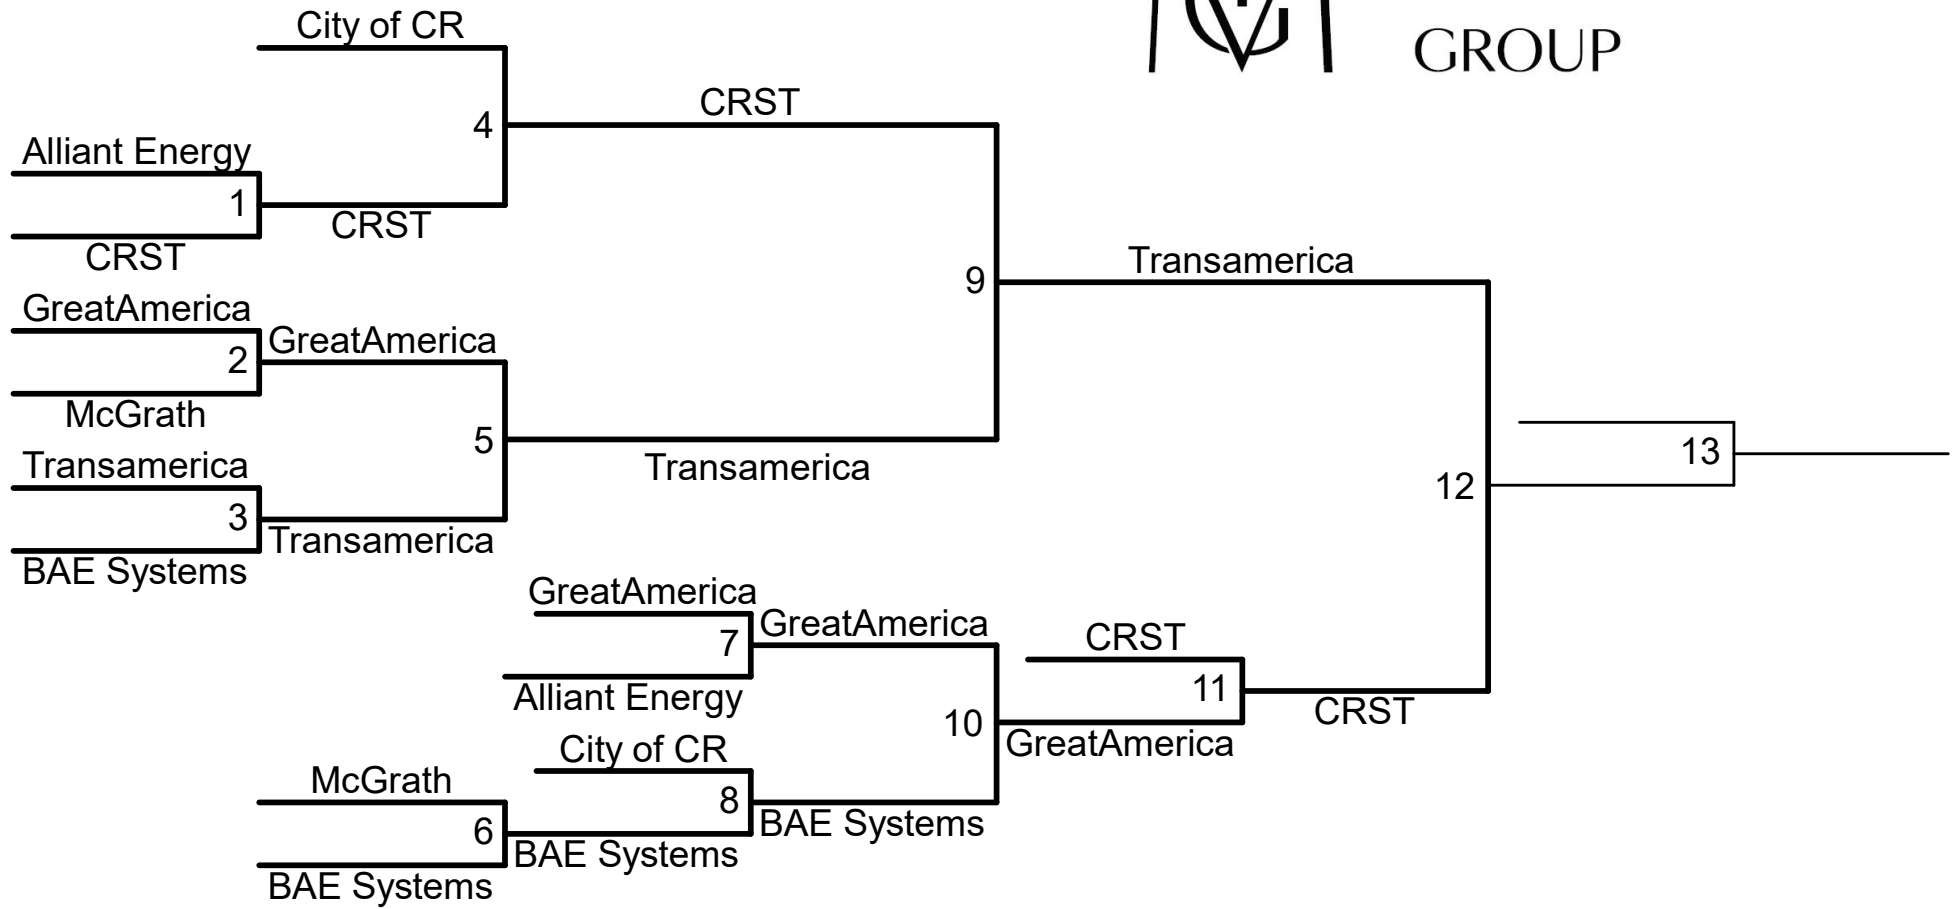 GROUP
City of CR
CRST
4
Alliant Energy
1
CRST
CRST
Transamerica
9
GreatAmerica
2
GreatAmerica
McGrath
5
Transamerica
Transamerica
3
Transamerica
BAE Systems
13
12
GreatAmerica
7
GreatAmerica
Alliant Energy
CRST
11
CRST
10
GreatAmerica
City of CR
8
BAE Systems
McGrath
6
BAE Systems
BAE Systems